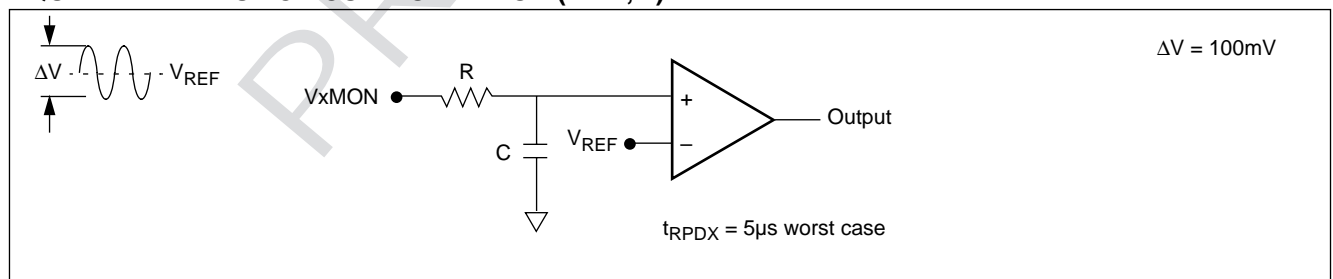 ΔV = 100mV
ΔV
VREF
R
VxMON
+
Output
C
VREF
–
tRPDX = 5µs worst case